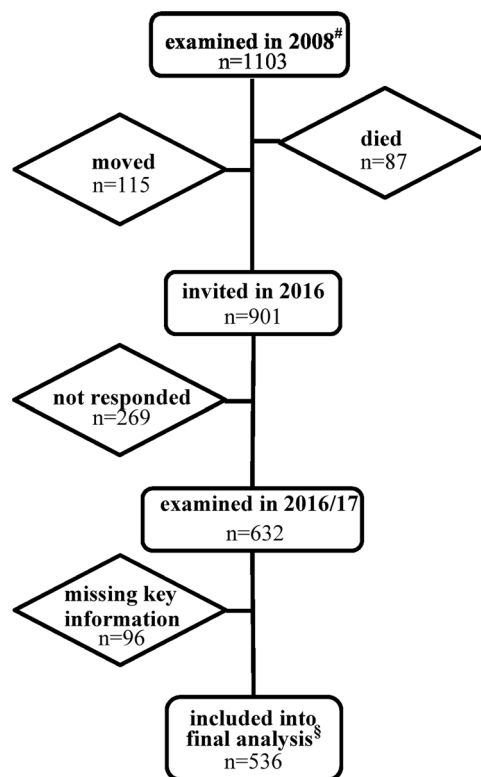 examined in 2008#
n=1103
died
n=87
moved
n=115
invited in 2016
n=901
not responded
n=269
examined in 2016/17
n=632
missing key
information
n=96
included into
final analysis§
n=536